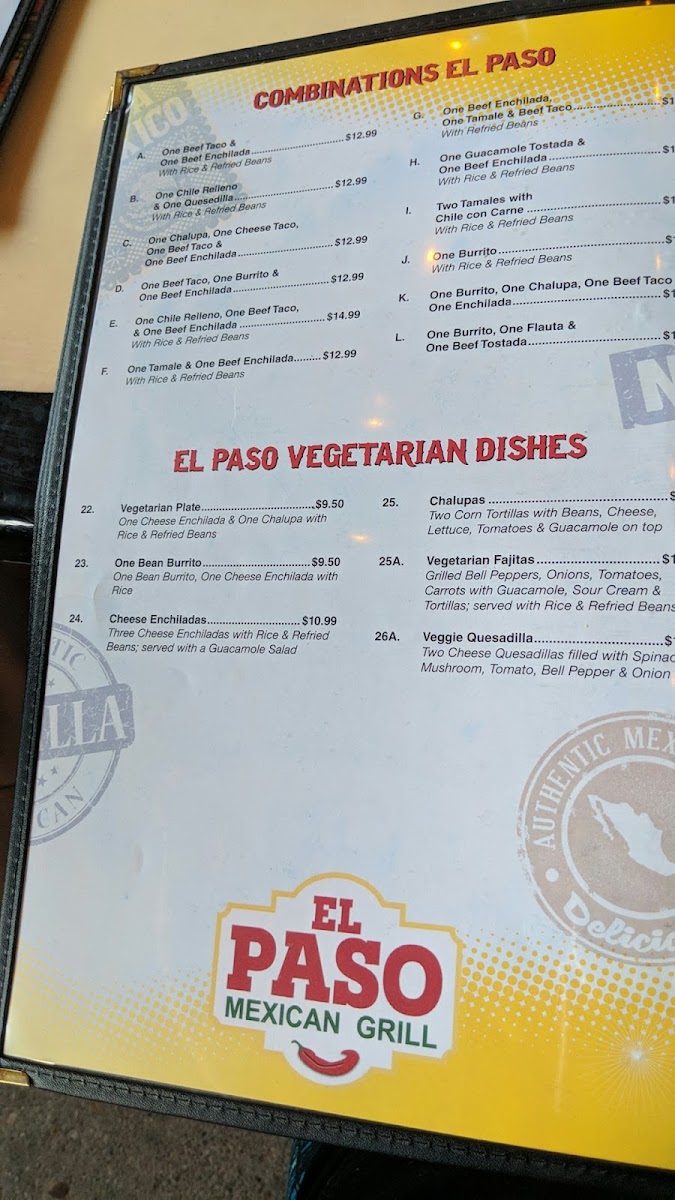 COMBINATIONS EL PASO
A. One Beef Taco &
One Beef Enchilada..............................$12.99
With Rice & Refried Beans
B. One Chile Relleno
& One Quesedilla..............................$12.99
With Rice & Refried Beans
C. One Chalupa, One Cheese Taco,
One Beef Taco &
One Beef Enchilada..............................$12.99
D. One Beef Taco, One Burrito &
One Beef Enchilada..............................$12.99
E. One Chile Relleno, One Beef Taco,
& One Beef Enchilada..........................$14.99
With Rice & Refried Beans
F. One Tamale & One Beef Enchilada.........$12.99
With Rice & Refried Beans
G. One Beef Enchilada,
One Tamale & Beef Taco.........................$1
With Refried Beans
H. One Guacamole Tostada &
One Beef Enchilada...............................$1
With Rice & Refried Beans
I. Two Tamales with
Chile con Carne....................................$1
With Rice & Refried Beans
J. One Burrito...........................................$
With Rice & Refried Beans
K. One Burrito, One Chalupa, One Beef Taco
One Enchilada........................................$1
L. One Burrito, One Flauta &
One Beef Tostada...................................$1
EL PASO VEGETARIAN DISHES
22. Vegetarian Plate...............................$9.50
One Cheese Enchilada & One Chalupa with
Rice & Refried Beans
23. One Bean Burrito..............................$9.50
One Bean Burrito, One Cheese Enchilada with
Rice
24. Cheese Enchiladas.........................$10.99
Three Cheese Enchiladas with Rice & Refried
Beans; served with a Guacamole Salad
25. Chalupas..............................................$
Two Corn Tortillas with Beans, Cheese,
Lettuce, Tomatoes & Guacamole on top
25A. Vegetarian Fajitas...............................$1
Grilled Bell Peppers, Onions, Tomatoes,
Carrots with Guacamole, Sour Cream &
Tortillas; served with Rice & Refried Beans
26A. Veggie Quesadilla................................$
Two Cheese Quesadillas filled with Spinac
Mushroom, Tomato, Bell Pepper & Onion
AUTHENTIC MEX
Delicio
EL
PASO
MEXICAN GRILL